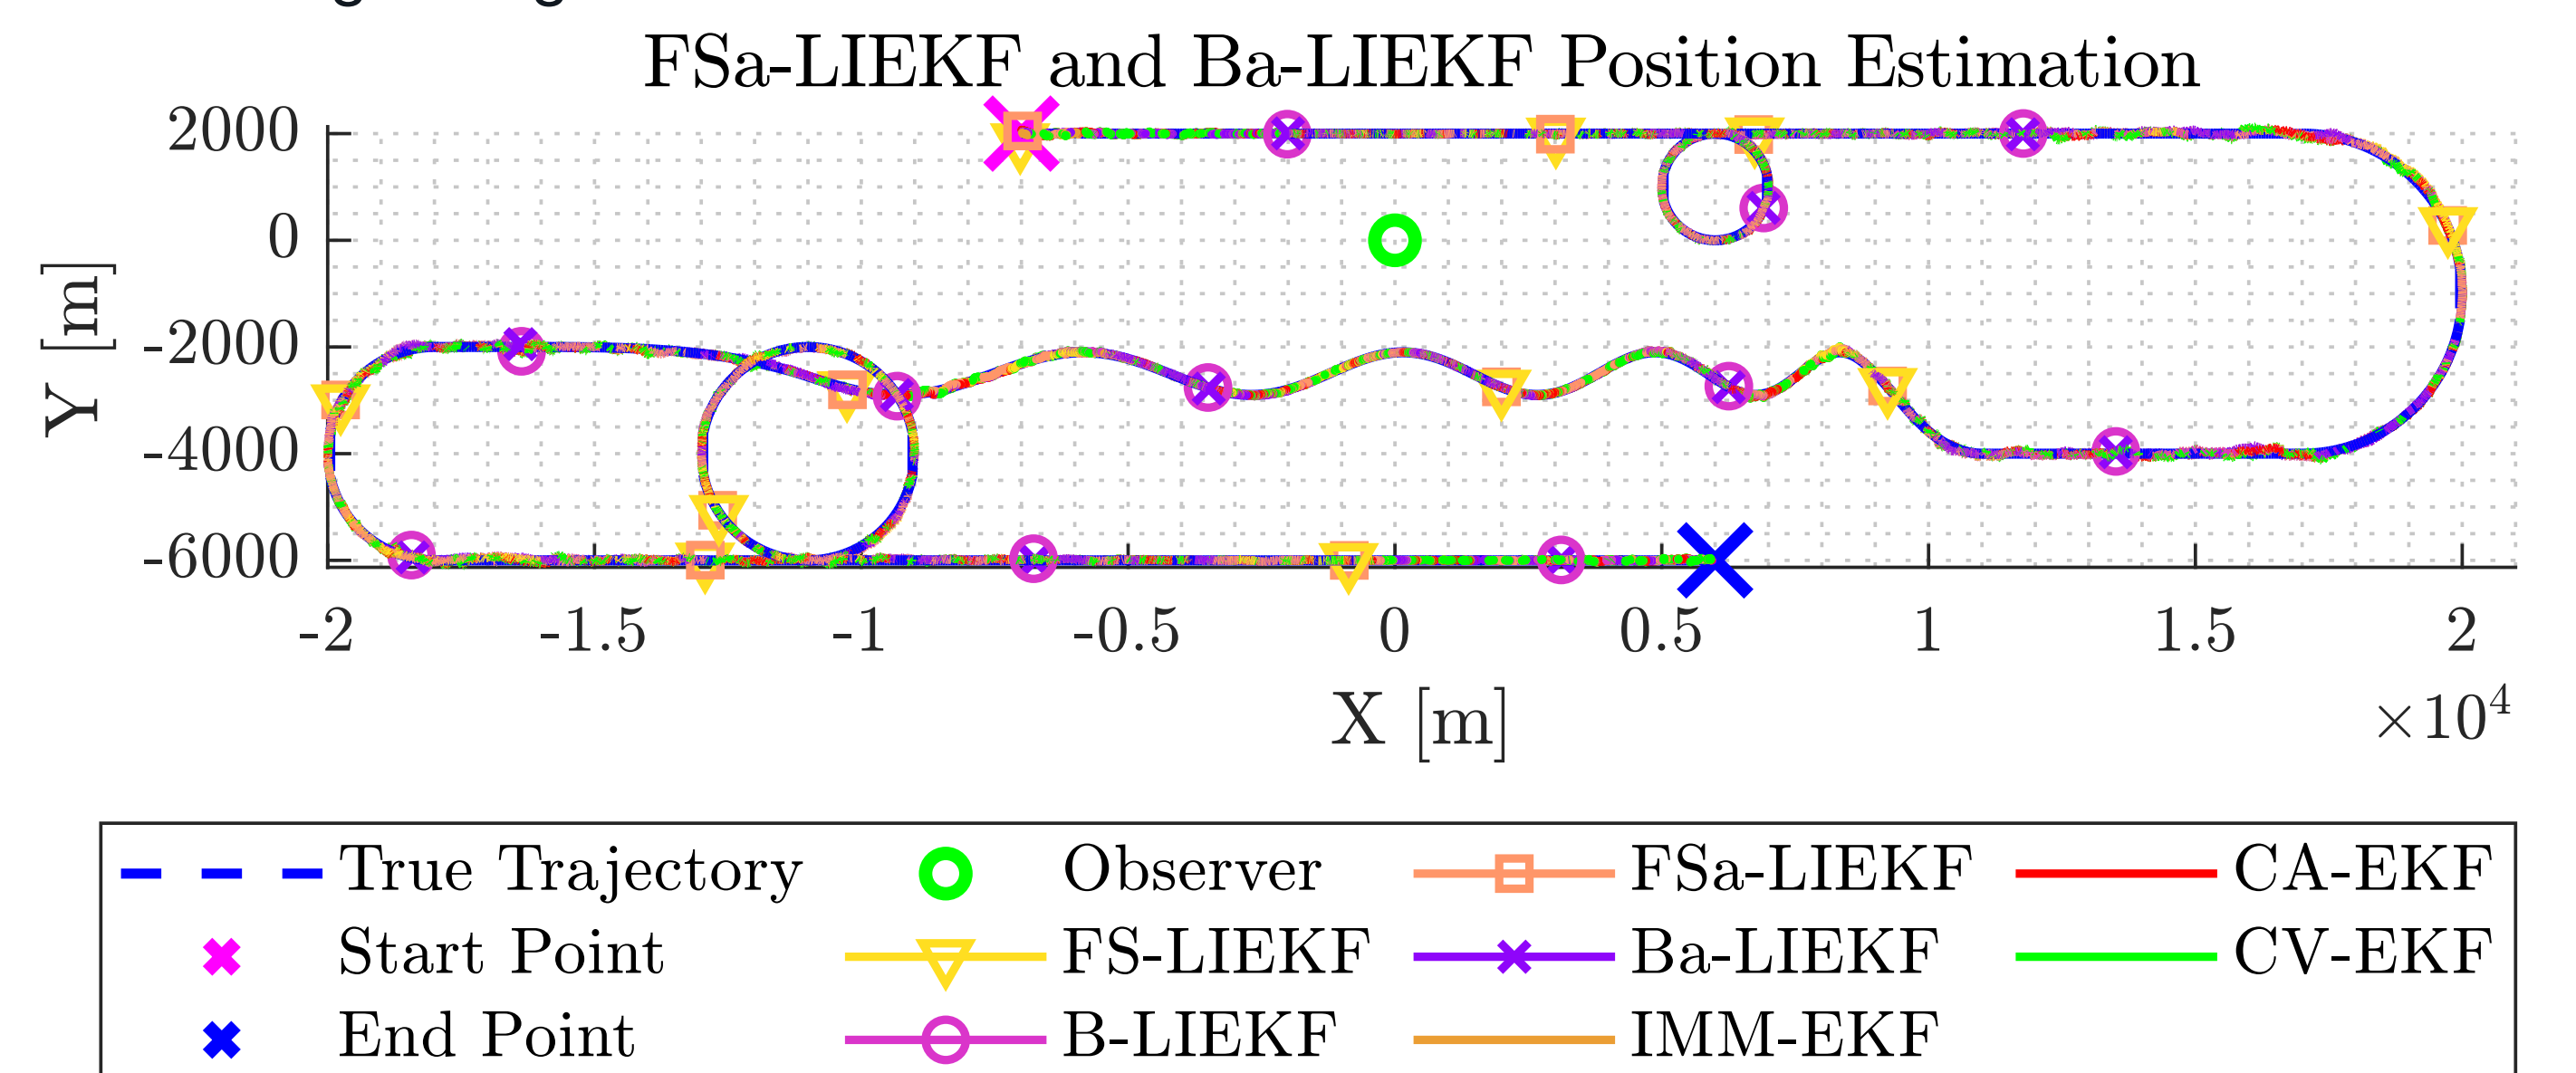 FSa-LIEKF and Ba-LIEKF Position Estimation
2000
0
-2000
-4000
-6000
Y [m]
-2 -1.5 -1 -0.5 0 0.5 1 1.5 2
X [m]
×10⁴
True Trajectory Observer FSa-LIEKF CA-EKF
Start Point FS-LIEKF Ba-LIEKF CV-EKF
End Point B-LIEKF IMM-EKF